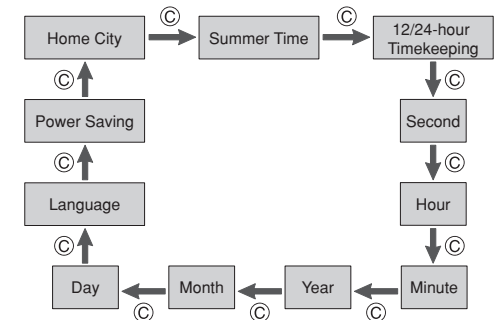 Ⓒ Ⓒ
Home City Summer Time 12/24-hour
Timekeeping
Ⓒ Ⓒ
Power Saving Second
Ⓒ Ⓒ
Language Hour
Ⓒ Ⓒ
Day Month Year Minute
Ⓒ Ⓒ Ⓒ